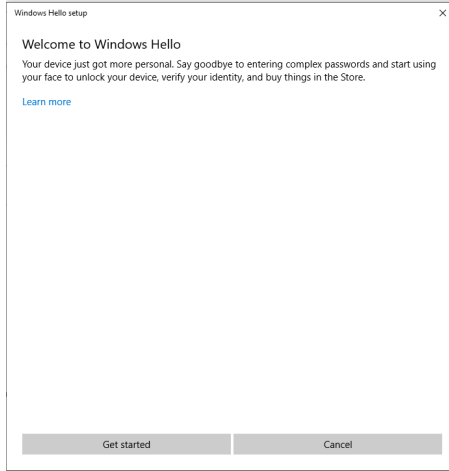 Windows Hello setup
Welcome to Windows Hello
Your device just got more personal. Say goodbye to entering complex passwords and start using
your face to unlock your device, verify your identity, and buy things in the Store.
Learn more
Get started
Cancel